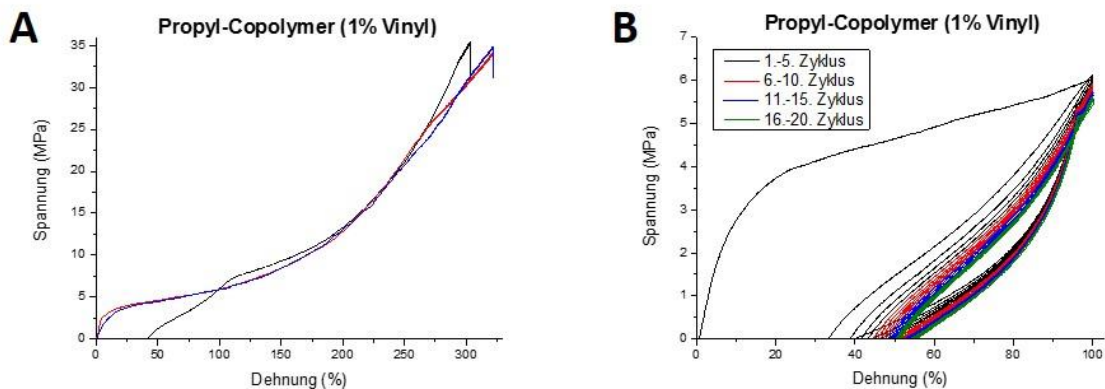 A
Propyl-Copolymer (1% Vinyl)
35
30
25
20
15
10
5
0
Spannung (MPa)
0 50 100 150 200 250 300
Dehnung (%)
B
Propyl-Copolymer (1% Vinyl)
7
6
5
4
3
2
1
0
Spannung (MPa)
1.-5. Zyklus
6.-10. Zyklus
11.-15. Zyklus
16.-20. Zyklus
0 20 40 60 80 100
Dehnung (%)